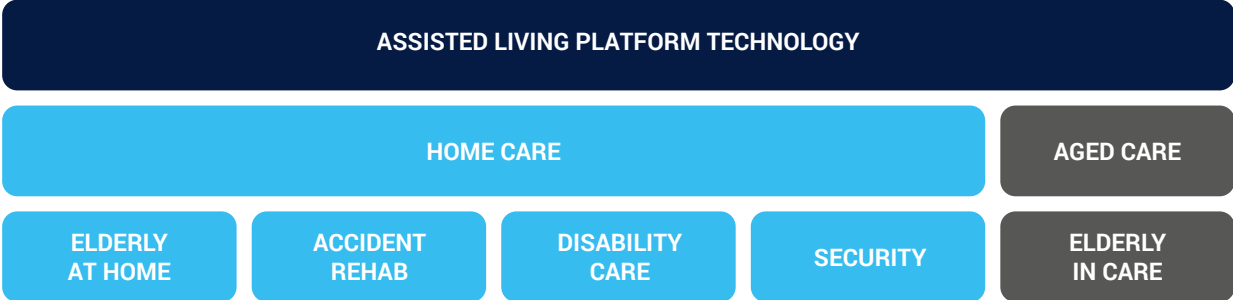 ASSISTED LIVING PLATFORM TECHNOLOGY
HOME CARE
AGED CARE
ELDERLY
AT HOME
ACCIDENT
REHAB
DISABILITY
CARE
SECURITY
ELDERLY
IN CARE